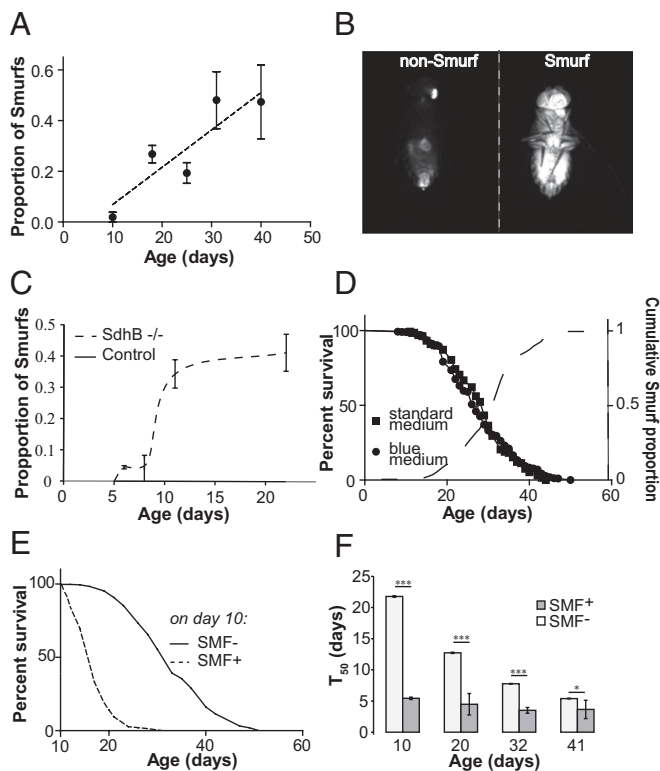 A
Proportion of Smurfs
0.6
0.4
0.2
0.0
0 10 20 30 40 50
Age (days)
B
non-Smurf Smurf
C
Propportion of Smurfs
0.5
0.4
0.3
0.2
0.1
0
SdhB -/-
Control
0 5 10 15 20
Age (days)
D
Percent survival
100
50
0
standard
medium
blue
medium
0 20 40 60
Age (days)
1
0.5
0
Cumulative Smurf proportion
E
Percent survival
100
50
0
on day 10:
SMF-
SMF+
10 20 40 60
Age (days)
F
T50 (days)
25
20
15
10
5
0
***
***
***
*
SMF+
SMF-
10 20 32 41
Age (days)